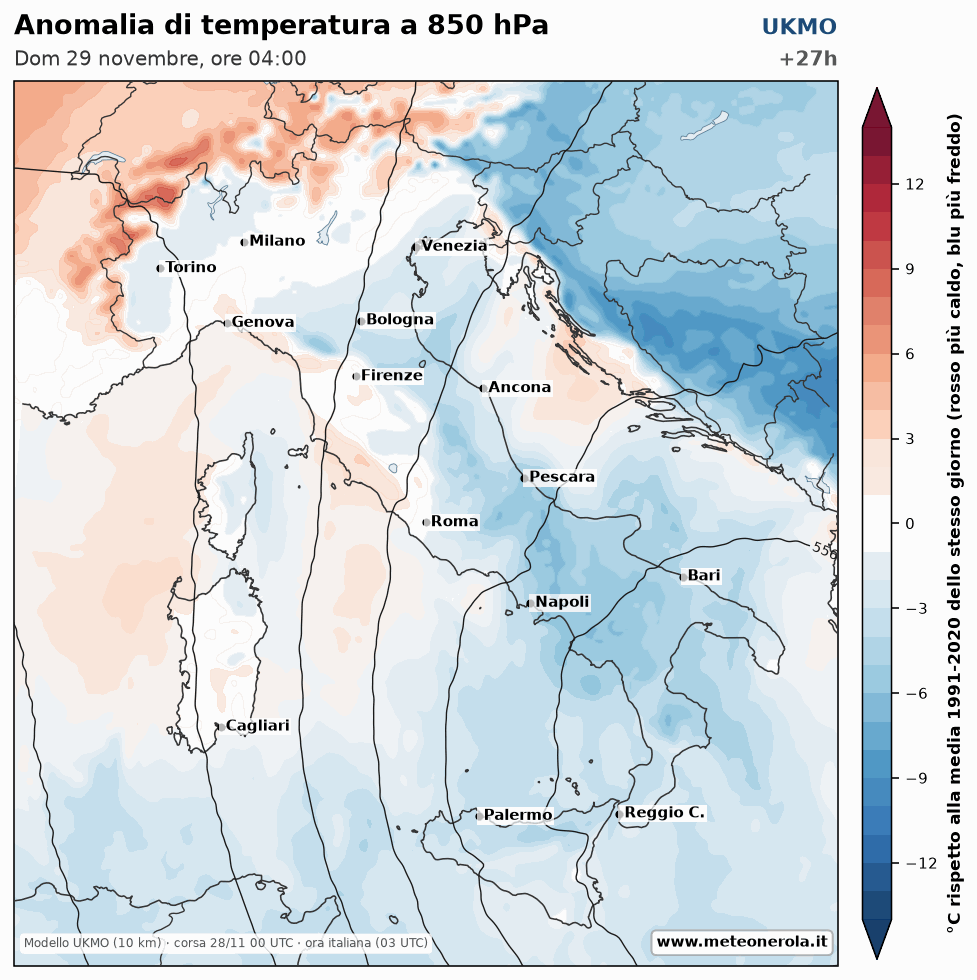 Anomalia di temperatura a 850 hPa
UKMO
Dom 29 novembre, ore 04:00
+27h
Milano
Venezia
Torino
Genova
Bologna
Firenze
Ancona
Pescara
Roma
Bari
Napoli
Cagliari
Palermo
Reggio C.
12
9
6
3
0
−3
−6
−9
−12
°C rispetto alla media 1991-2020 dello stesso giorno (rosso più caldo, blu più freddo)
Modello UKMO (10 km) · corsa 28/11 00 UTC · ora italiana (03 UTC)
www.meteonerola.it